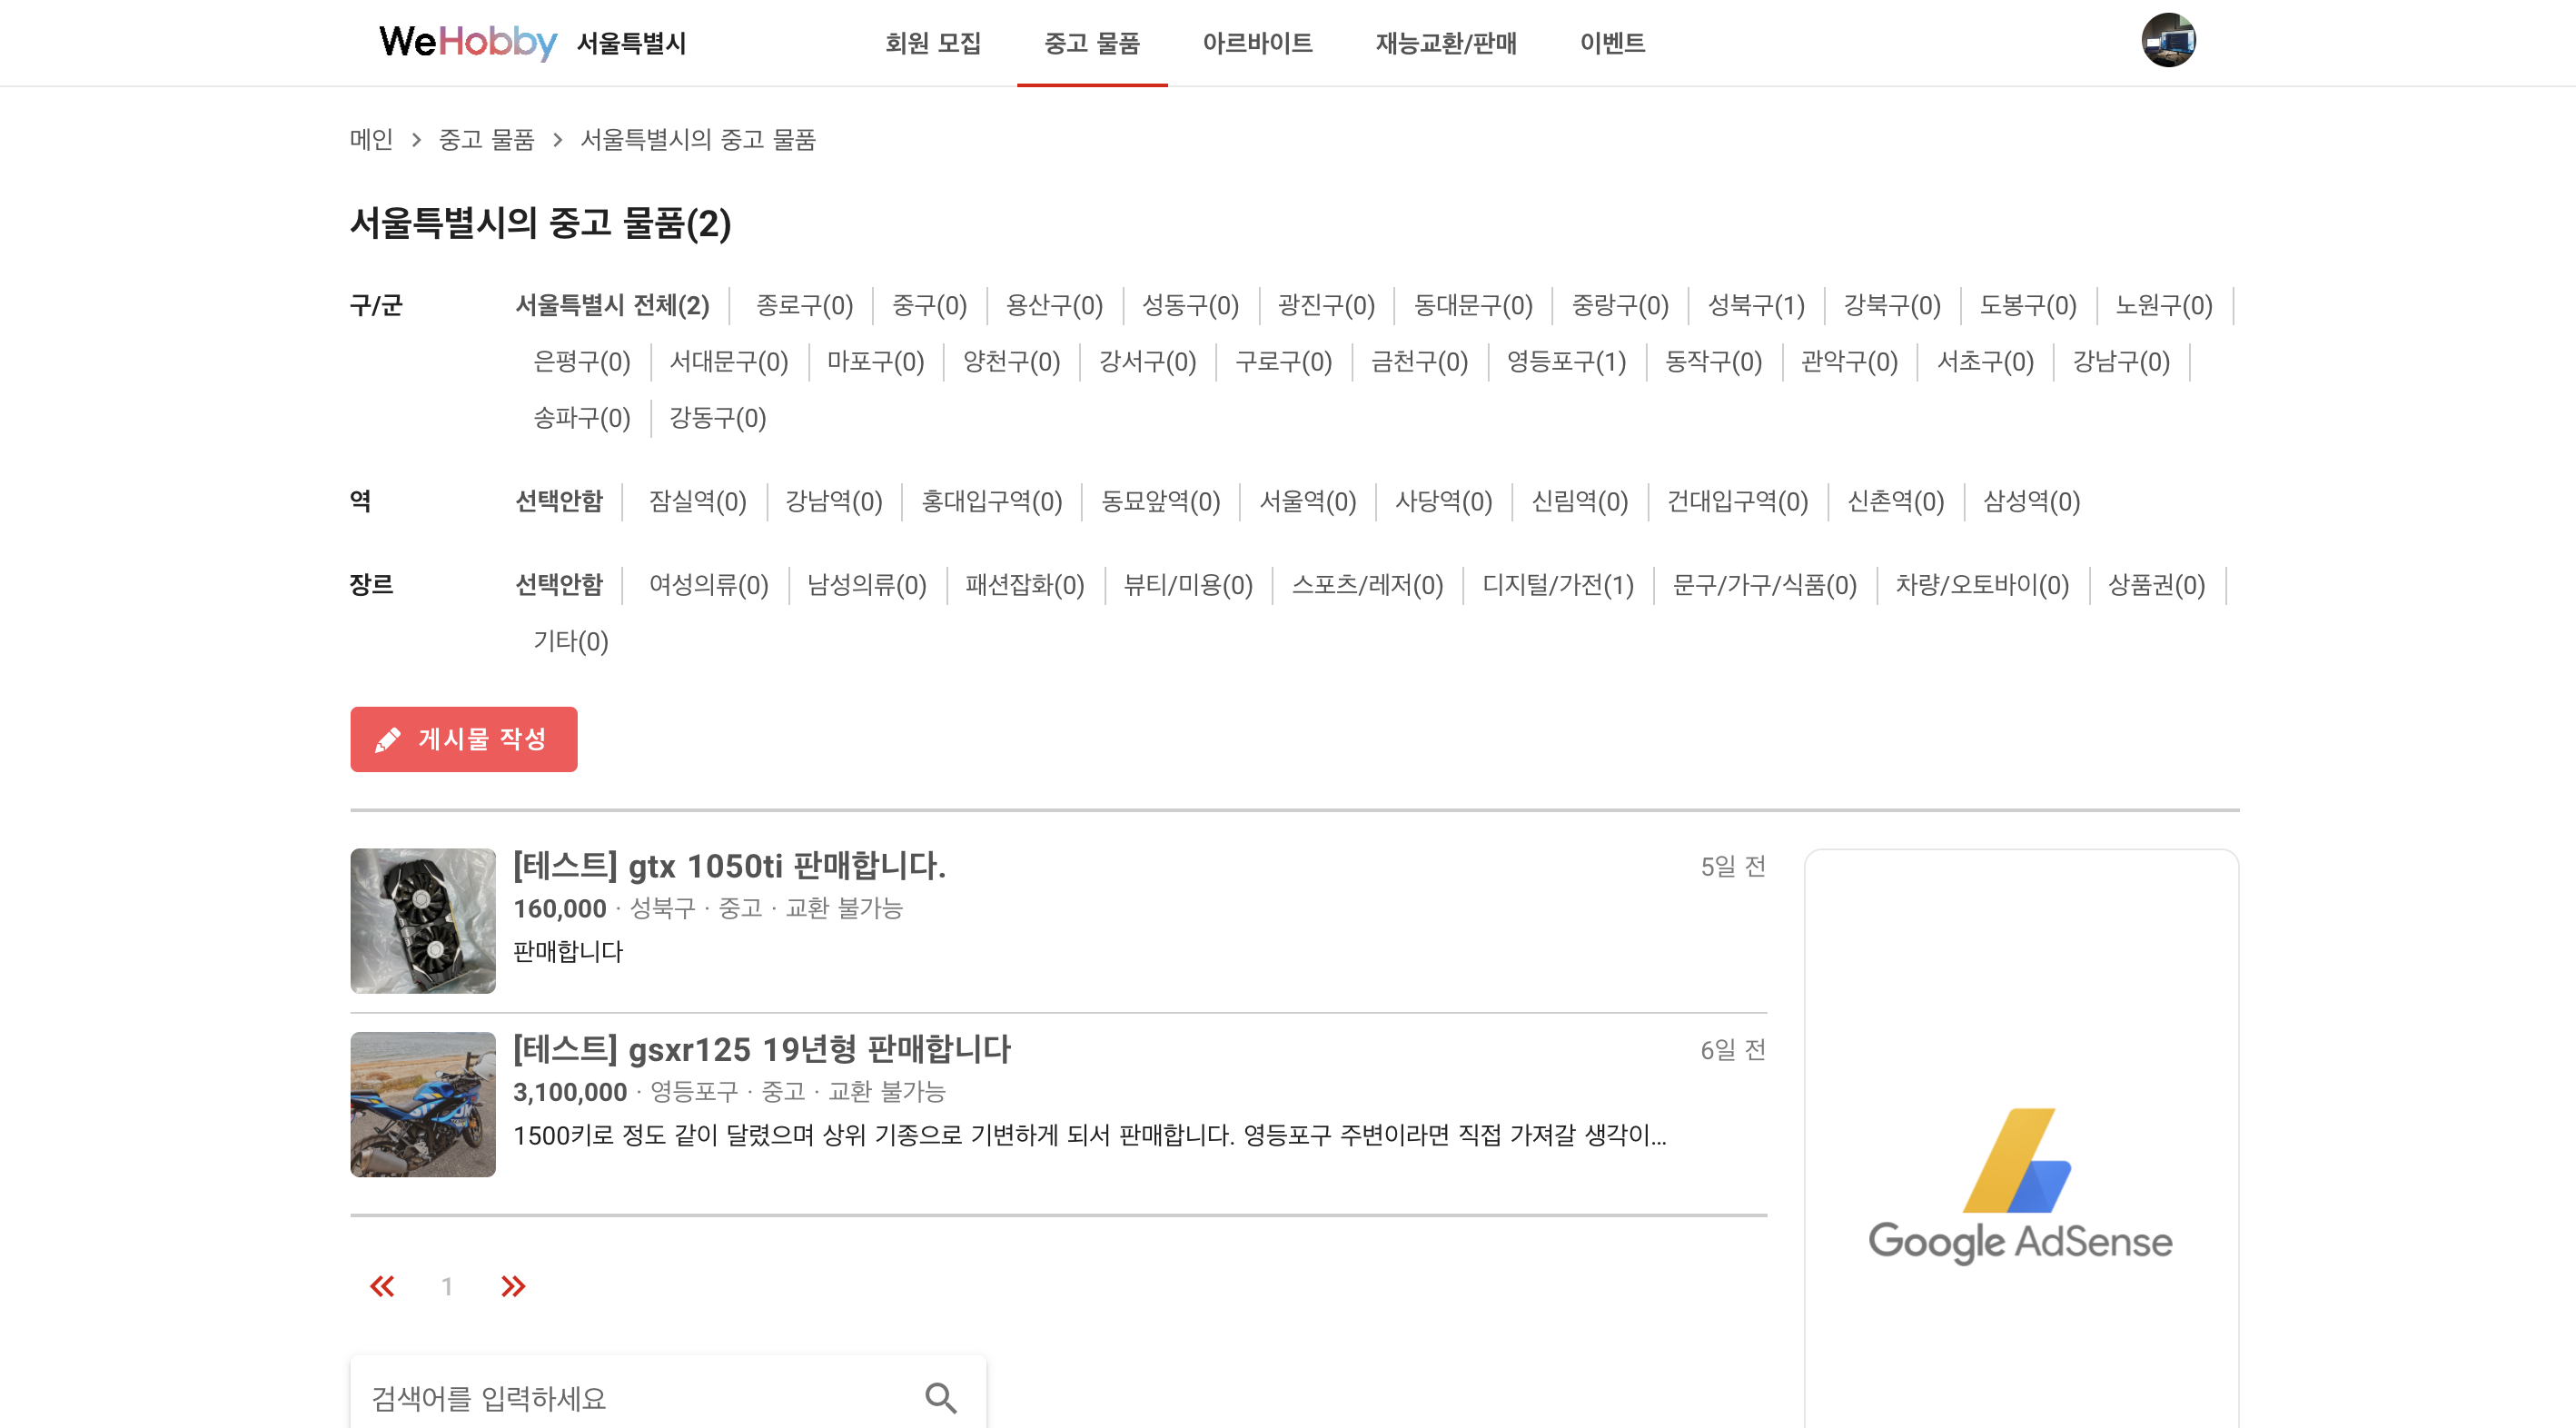 WeHobby 서울특별시 회원 모집 중고 물품 아르바이트 재능교환/판매 이벤트
메인 > 중고 물품 > 서울특별시의 중고 물품
서울특별시의 중고 물품(2)
구/군 서울특별시 전체(2) 종로구(0) 중구(0) 용산구(0) 성동구(0) 광진구(0) 동대문구(0) 중랑구(0) 성북구(1) 강북구(0) 도봉구(0) 노원구(0)
은평구(0) 서대문구(0) 마포구(0) 양천구(0) 강서구(0) 구로구(0) 금천구(0) 영등포구(1) 동작구(0) 관악구(0) 서초구(0) 강남구(0)
송파구(0) 강동구(0)
역 선택안함 잠실역(0) 강남역(0) 홍대입구역(0) 동묘앞역(0) 서울역(0) 사당역(0) 신림역(0) 건대입구역(0) 신촌역(0) 삼성역(0)
장르 선택안함 여성의류(0) 남성의류(0) 패션잡화(0) 뷰티/미용(0) 스포츠/레저(0) 디지털/가전(1) 문구/가구/식품(0) 차량/오토바이(0) 상품권(0)
기타(0)
게시물 작성
[테스트] gtx 1050ti 판매합니다. 5일 전
160,000 · 성북구 · 중고 · 교환 불가능
판매합니다
[테스트] gsxr125 19년형 판매합니다 6일 전
3,100,000 · 영등포구 · 중고 · 교환 불가능
1500키로 정도 같이 달렸으며 상위 기종으로 기변하게 되서 판매합니다. 영등포구 주변이라면 직접 가져갈 생각이...
Google AdSense
1
검색어를 입력하세요